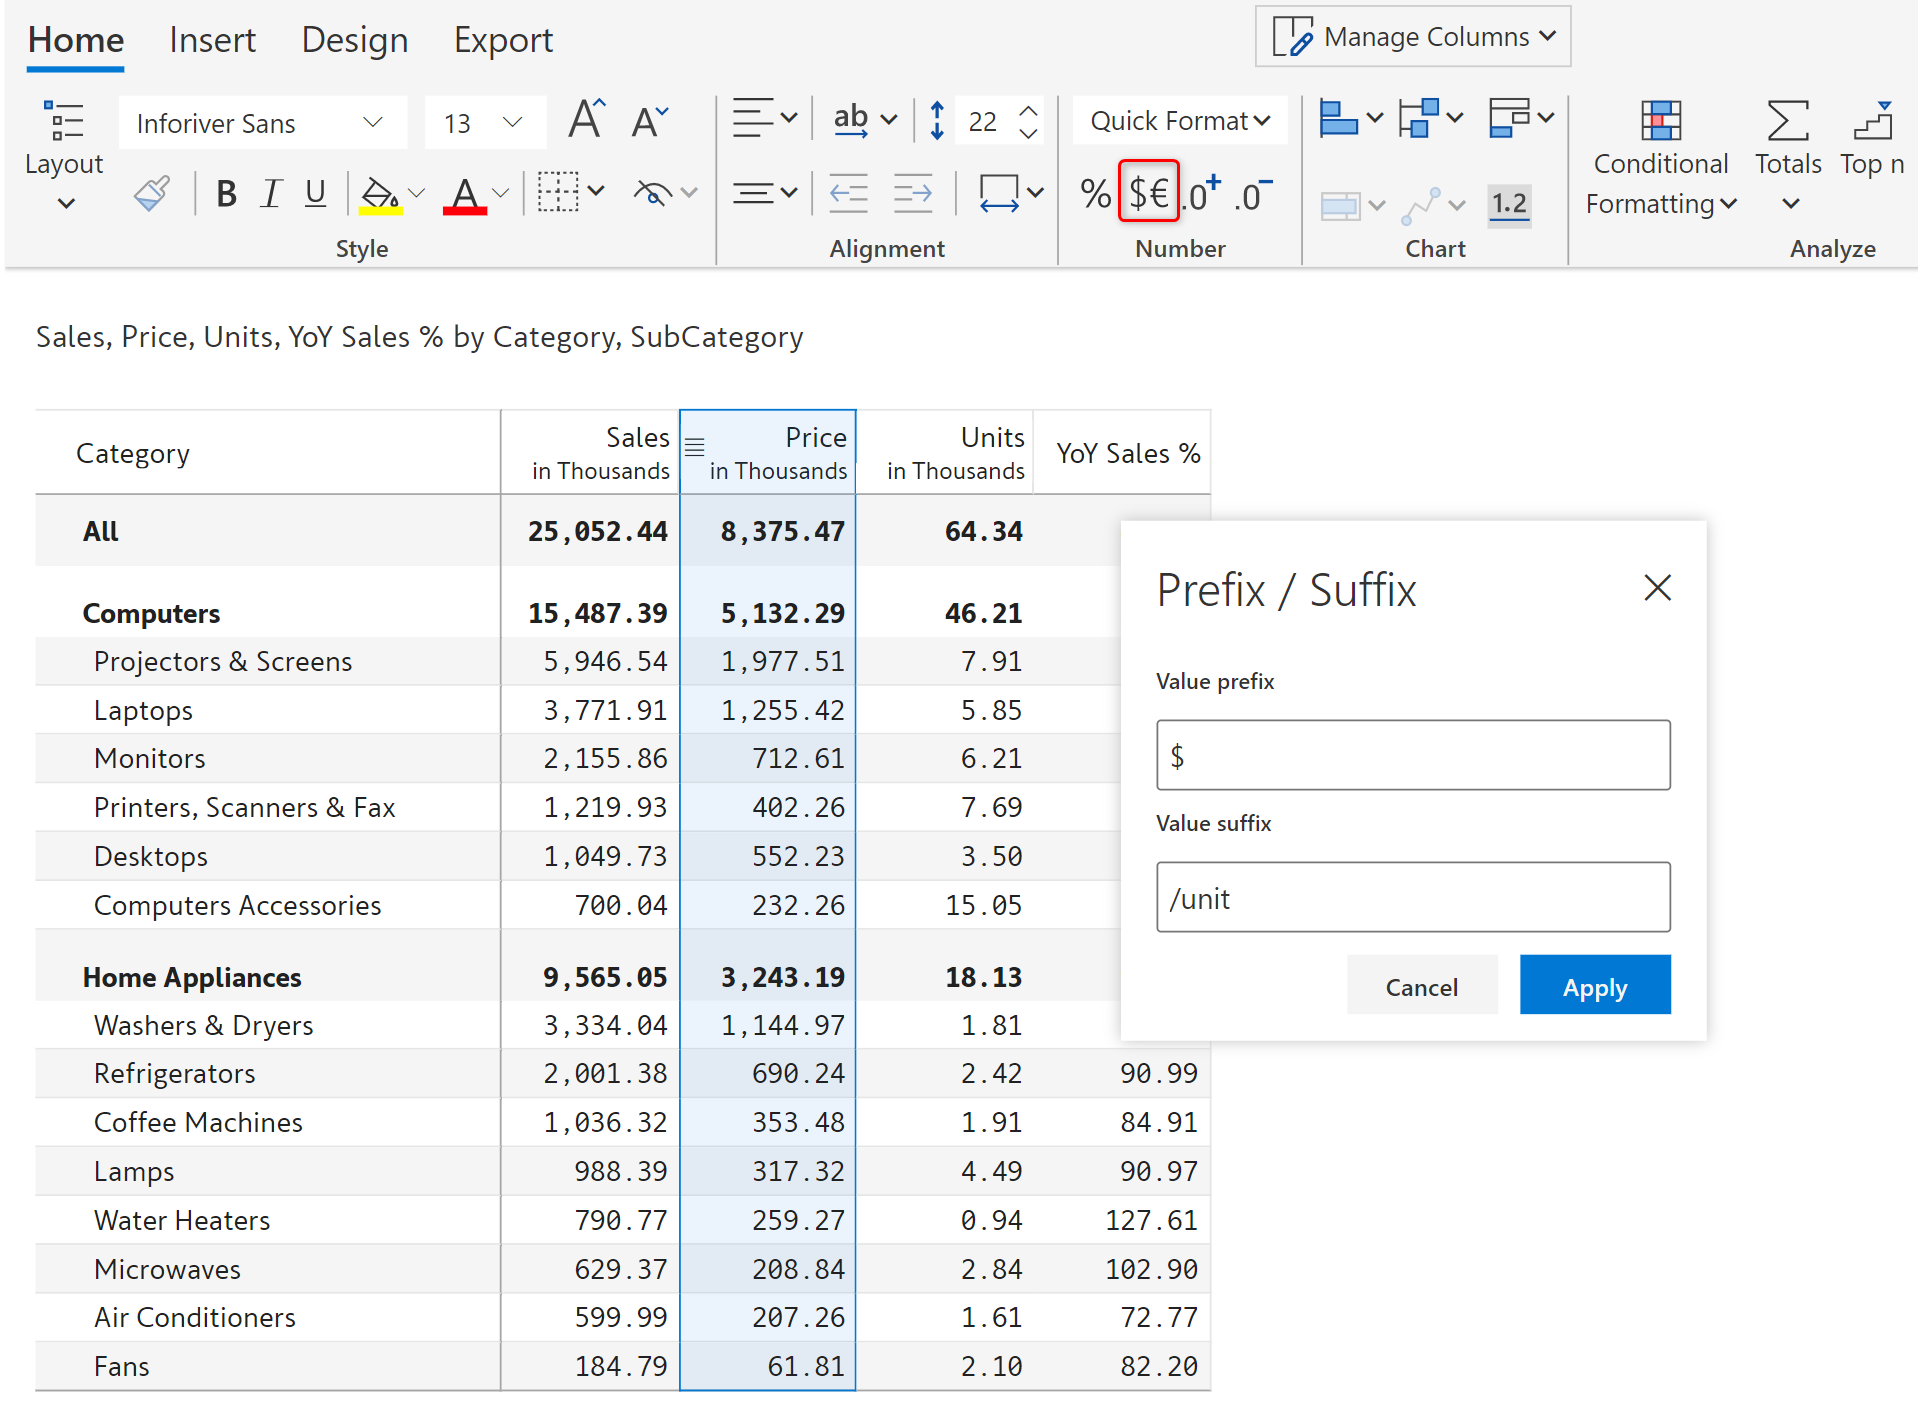 Home Insert Design Export Manage Columns
Inforiver Sans 13 A A ab 22 Quick Format
Layout Conditional Formatting Totals Top n
B I U A % $€ .0+ .0- 1.2
Style Alignment Number Chart Analyze
Sales, Price, Units, YoY Sales % by Category, SubCategory
Category Sales in Thousands Price in Thousands Units in Thousands YoY Sales %
All 25,052.44 8,375.47 64.34
Computers 15,487.39 5,132.29 46.21
Projectors & Screens 5,946.54 1,977.51 7.91
Laptops 3,771.91 1,255.42 5.85
Monitors 2,155.86 712.61 6.21
Printers, Scanners & Fax 1,219.93 402.26 7.69
Desktops 1,049.73 552.23 3.50
Computers Accessories 700.04 232.26 15.05
Home Appliances 9,565.05 3,243.19 18.13
Washers & Dryers 3,334.04 1,144.97 1.81
Refrigerators 2,001.38 690.24 2.42 90.99
Coffee Machines 1,036.32 353.48 1.91 84.91
Lamps 988.39 317.32 4.49 90.97
Water Heaters 790.77 259.27 0.94 127.61
Microwaves 629.37 208.84 2.84 102.90
Air Conditioners 599.99 207.26 1.61 72.77
Fans 184.79 61.81 2.10 82.20
Prefix / Suffix
Value prefix
$
Value suffix
/unit
Cancel Apply